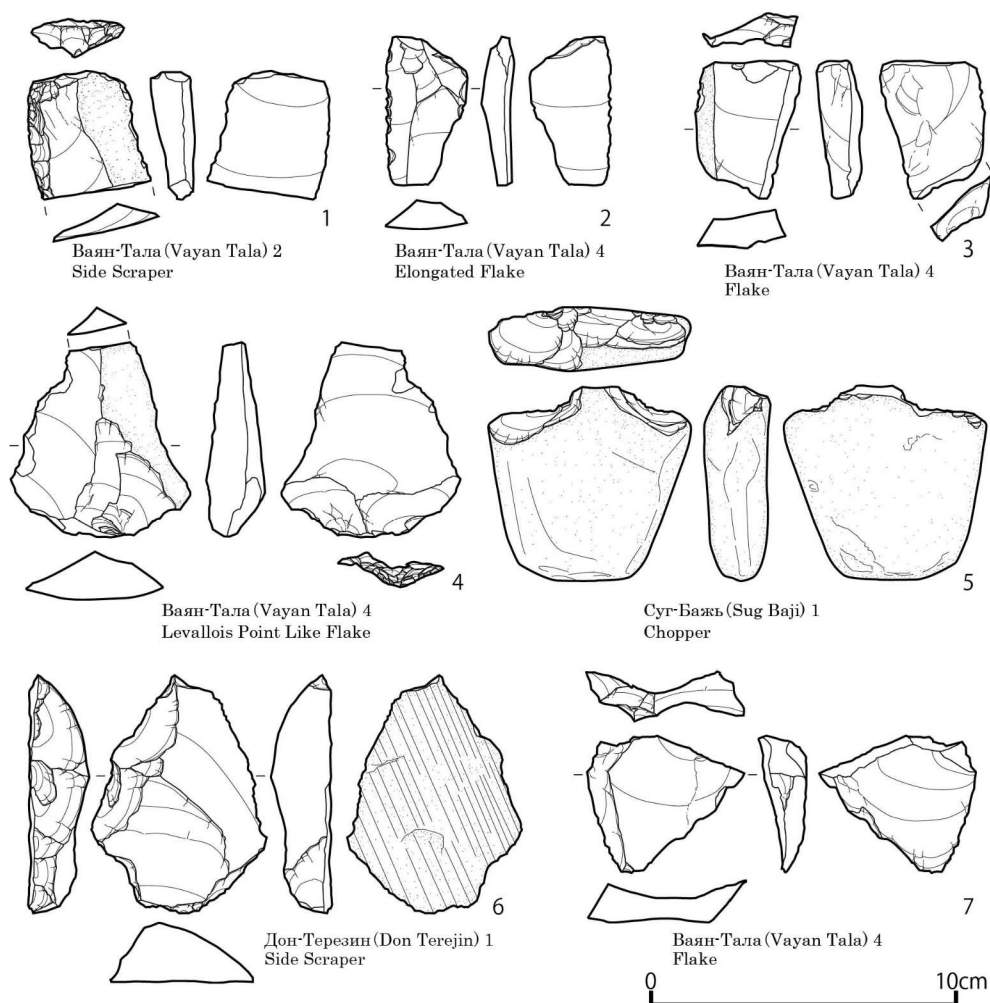 1
Ваян-Тала (Vayan Tala) 2
Side Scraper
2
Ваян-Тала (Vayan Tala) 4
Elongated Flake
3
Ваян-Тала (Vayan Tala) 4
Flake
4
Ваян-Тала (Vayan Tala) 4
Levallois Point Like Flake
5
Суг-Бажь (Sug Baji) 1
Chopper
6
Дон-Терезин (Don Terejin) 1
Side Scraper
7
Ваян-Тала (Vayan Tala) 4
Flake
0 10cm